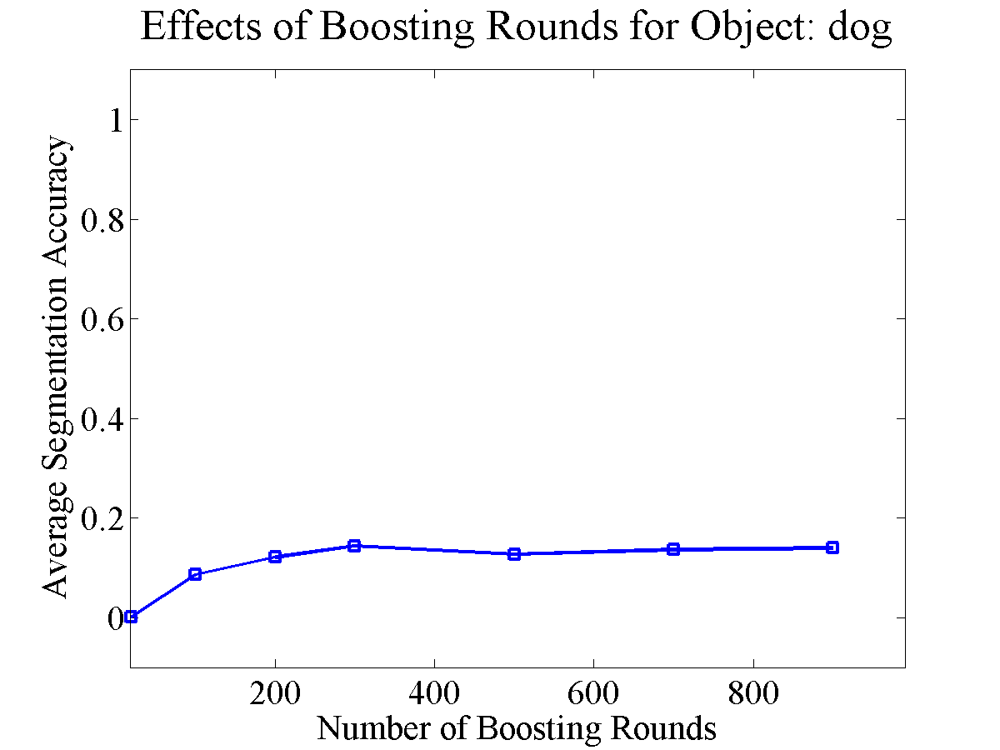 Effects of Boosting Rounds for Object: dog
Average Segmentation Accuracy
1
0.8
0.6
0.4
0.2
0
200 400 600 800
Number of Boosting Rounds